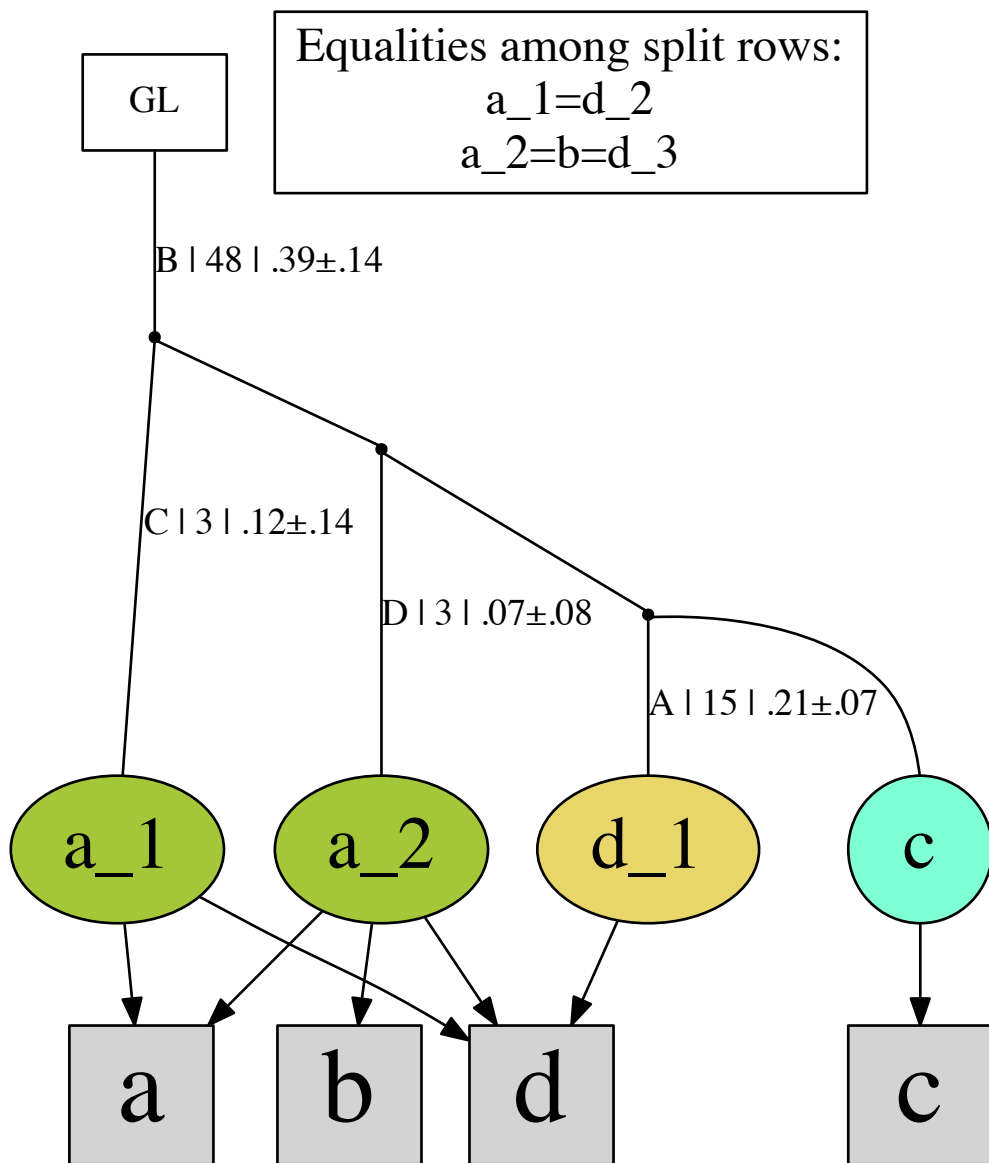 Equalities among split rows:
a_1=d_2
a_2=b=d_3
GL
B | 48 | .39±.14
C | 3 | .12±.14
D | 3 | .07±.08
A | 15 | .21±.07
a_1
a_2
d_1
c
a
b
d
c